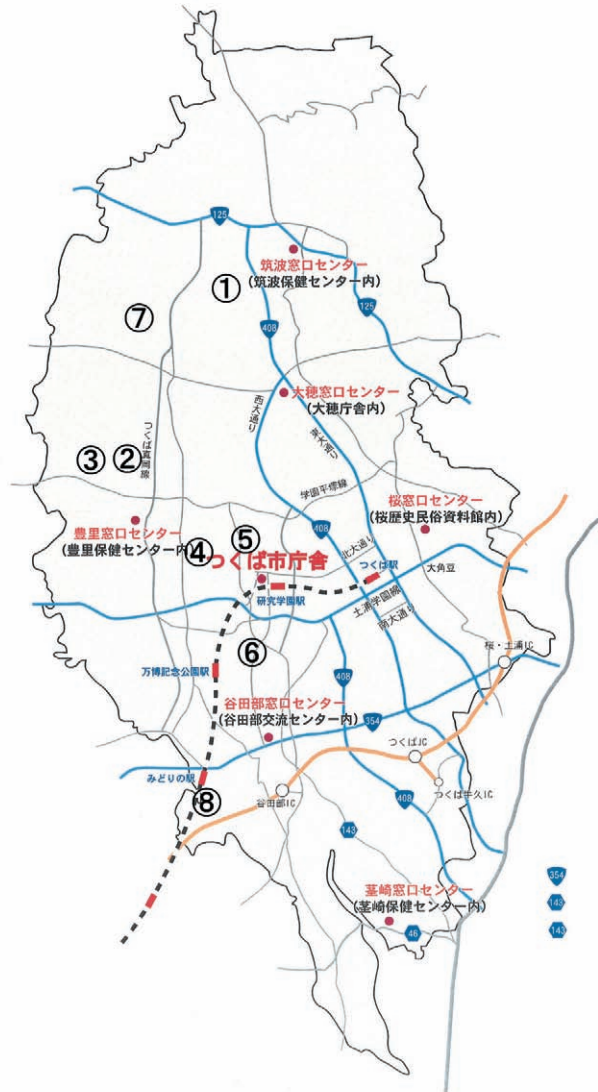 125
①
筑波窓口センター
(筑波保健センター内)
⑦
125
408
大穂窓口センター
(大穂庁舎内)
西大通り
東大通り
つくば真岡線
③
②
学園平塚線
桜窓口センター
(桜歴史民俗資料館内)
豊里窓口センター
(豊里保健センター内)
④
⑤
408
北大通り
つくば市庁舎
つくば駅
大角豆
研究学園駅
土浦学園線
南大通り
⑥
万博記念公園駅
408
桜・土浦IC
谷田部窓口センター
(谷田部交流センター内)
354
つくばJC
みどりの駅
⑧
谷田部IC
つくば牛久IC
408
143
茎崎窓口センター
(茎崎保健センター内)
46
354
143
143